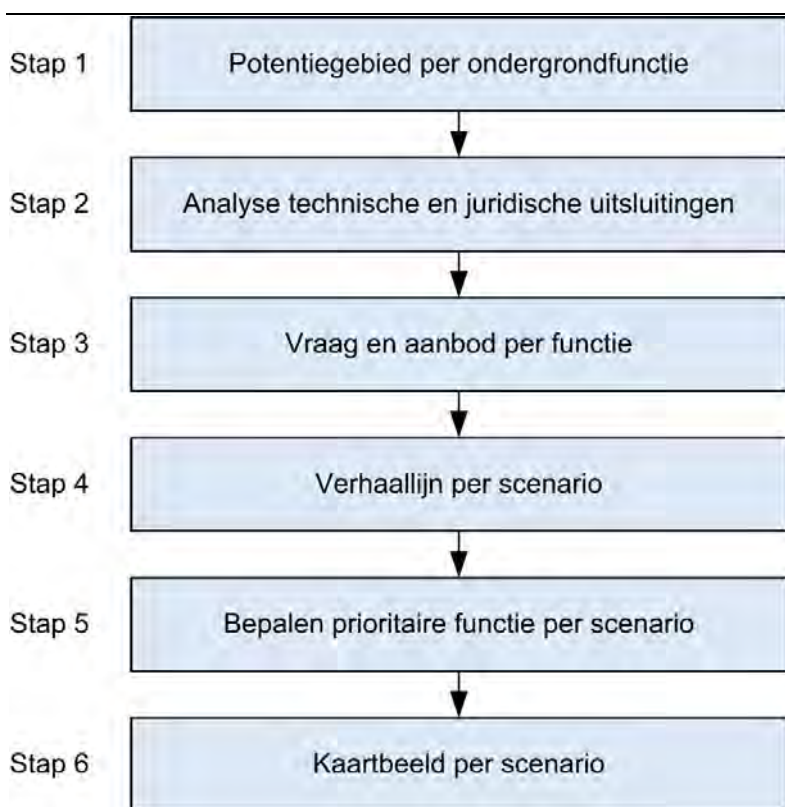 Stap 1 Potentiegebied per ondergrondfunctie
Stap 2 Analyse technische en juridische uitsluitingen
Stap 3 Vraag en aanbod per functie
Stap 4 Verhaallijn per scenario
Stap 5 Bepalen prioritaire functie per scenario
Stap 6 Kaartbeeld per scenario